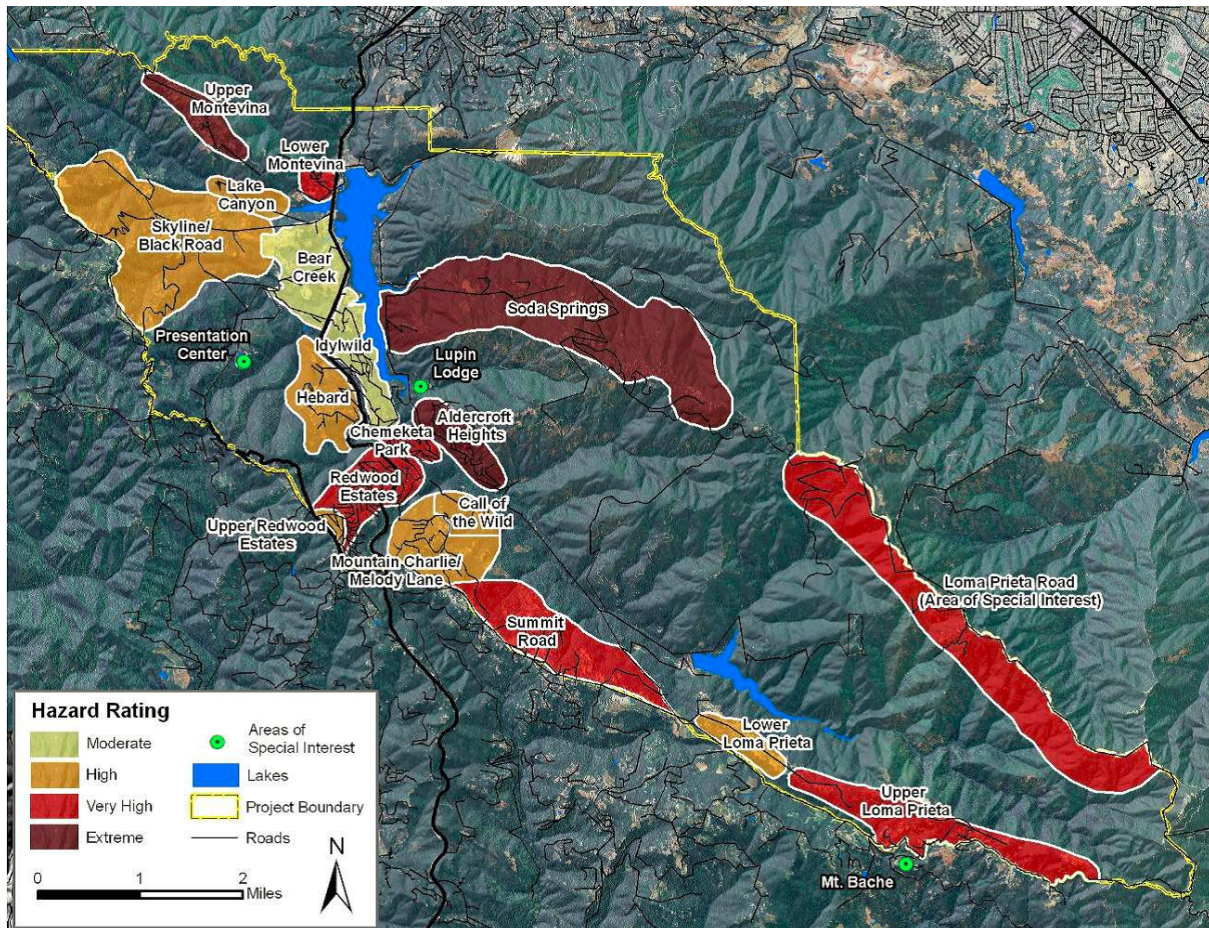 Upper
Montevina
Lower
Montevina
Lake
Canyon
Skyline/
Black Road
Bear
Creek
Soda Springs
Presentation
Center
Idylwild
Lupin
Lodge
Hebard
Aldercroft
Heights
Chemeketa
Park
Redwood
Estates
Call of
the Wild
Upper Redwood
Estates
Mountain Charlie/
Melody Lane
Loma Prieta Road
(Area of Special Interest)
Summit
Road
Lower
Loma Prieta
Upper
Loma Prieta
Mt. Bache
Hazard Rating
Moderate
High
Very High
Extreme
Areas of
Special Interest
Lakes
Project Boundary
Roads
N
0 1 2
Miles